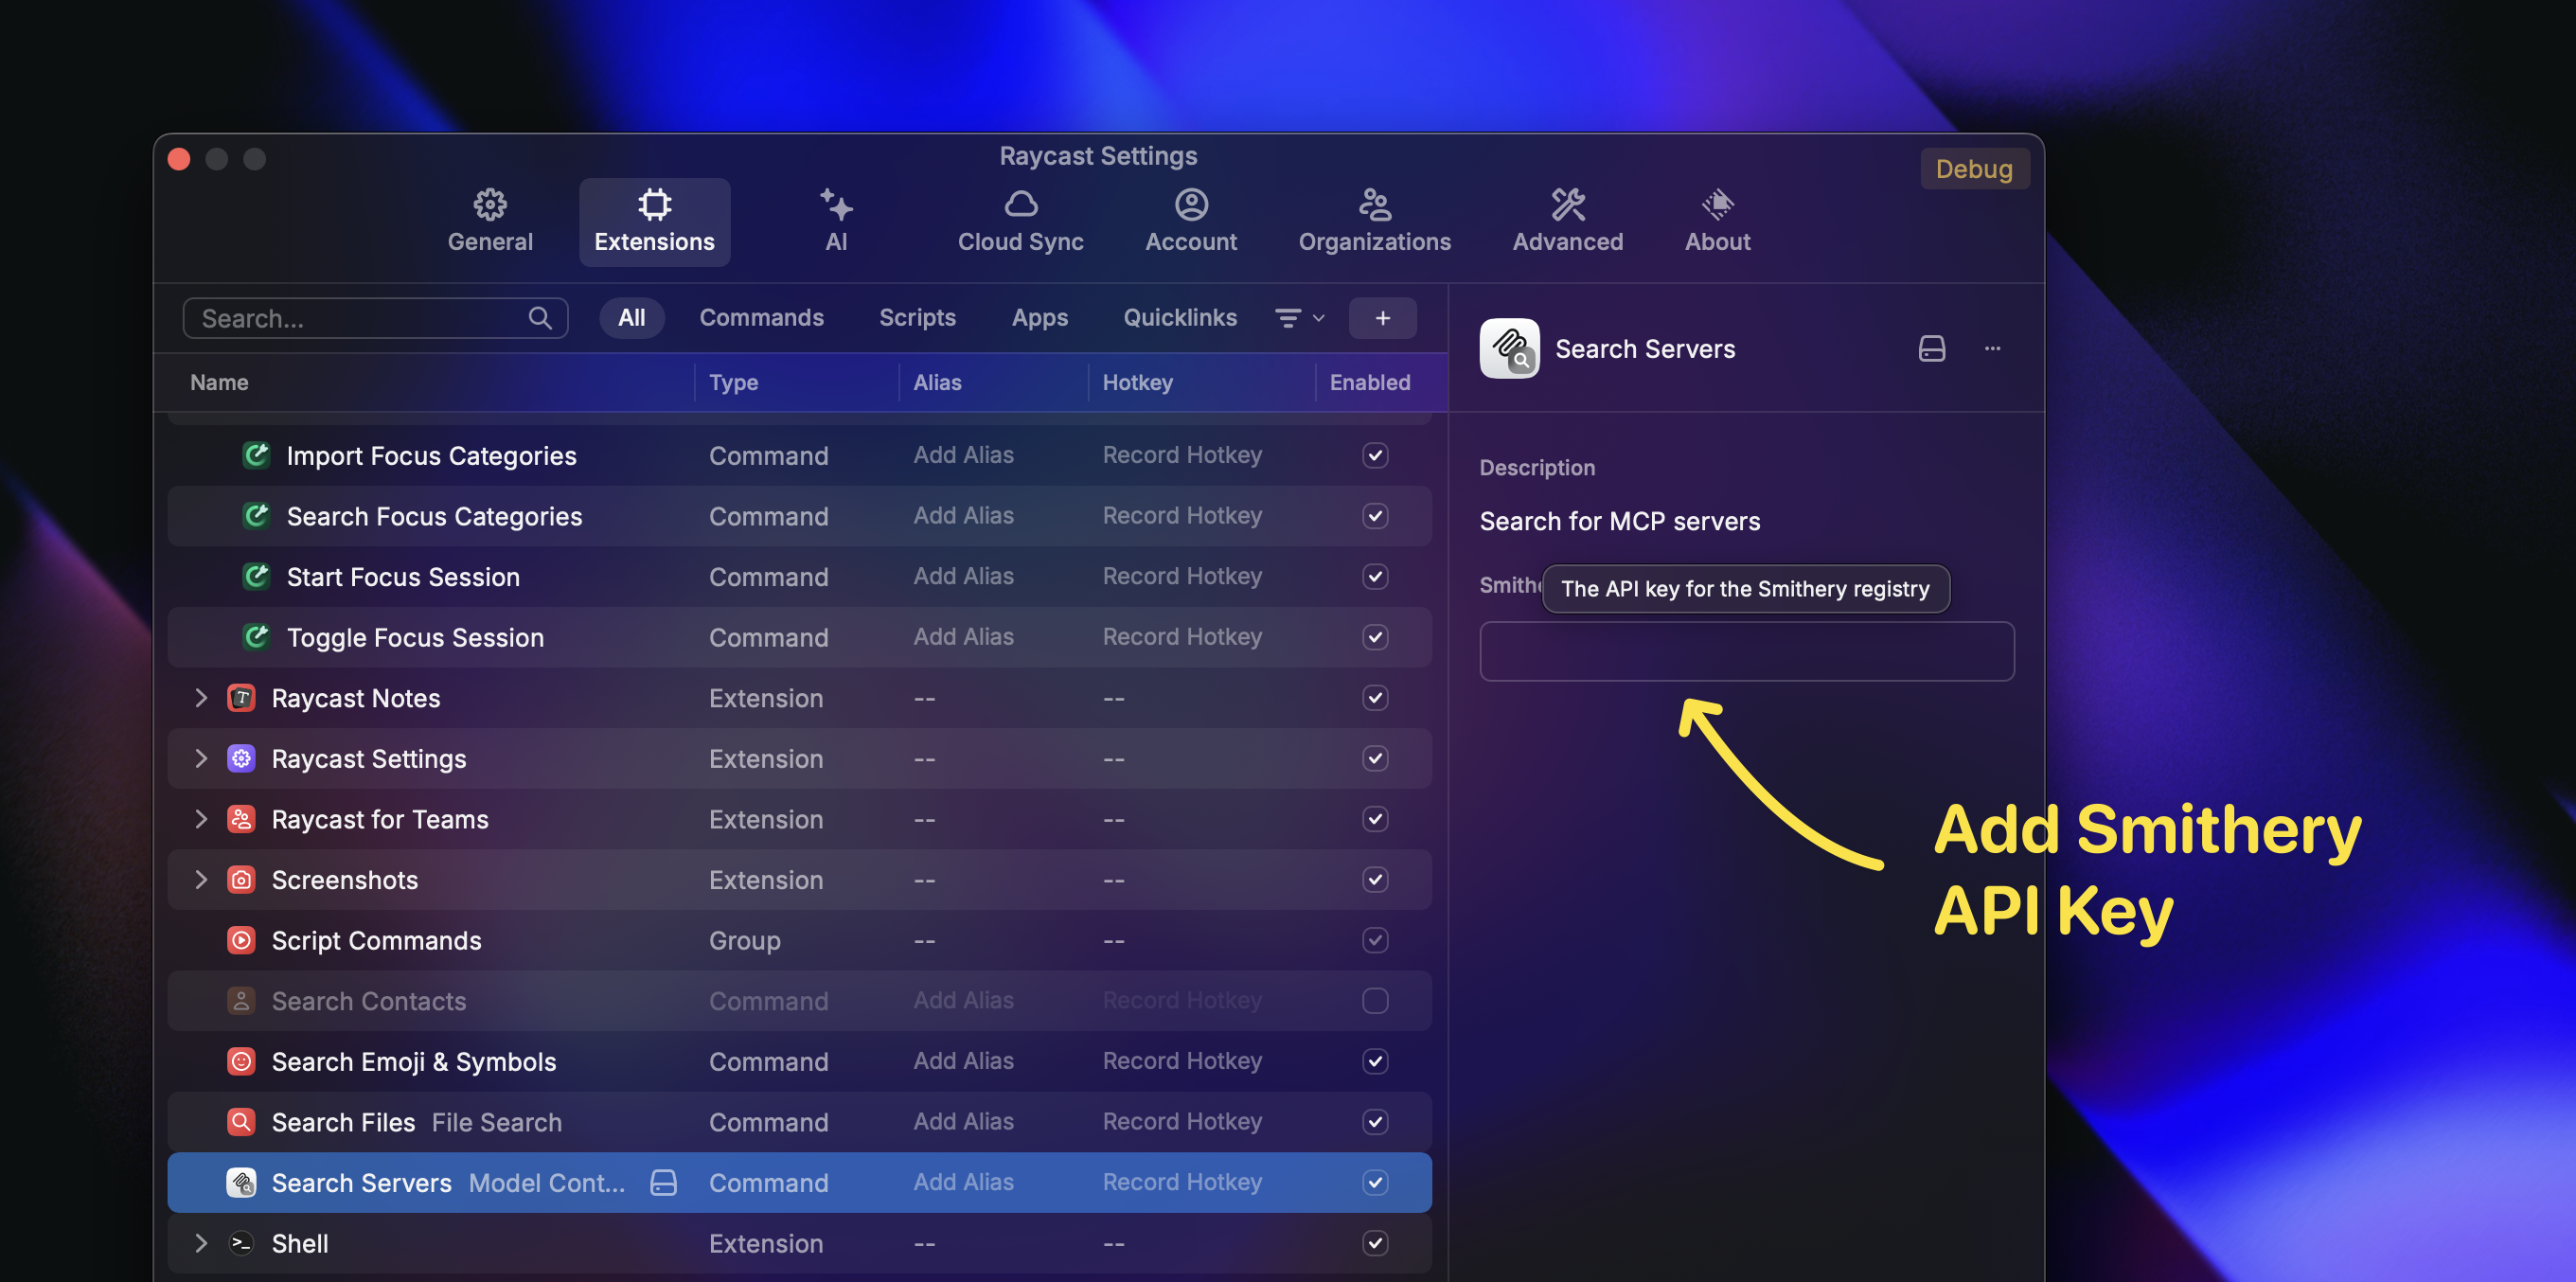 Raycast Settings
Debug
General Extensions AI Cloud Sync Account Organizations Advanced About
Search... All Commands Scripts Apps Quicklinks +
Name Type Alias Hotkey Enabled
Import Focus Categories Command Add Alias Record Hotkey
Search Focus Categories Command Add Alias Record Hotkey
Start Focus Session Command Add Alias Record Hotkey
Toggle Focus Session Command Add Alias Record Hotkey
Raycast Notes Extension -- --
Raycast Settings Extension -- --
Raycast for Teams Extension -- --
Screenshots Extension -- --
Script Commands Group -- --
Search Contacts Command Add Alias Record Hotkey
Search Emoji & Symbols Command Add Alias Record Hotkey
Search Files File Search Command Add Alias Record Hotkey
Search Servers Model Cont... Command Add Alias Record Hotkey
Shell Extension -- --
Search Servers
Description
Search for MCP servers
The API key for the Smithery registry
Add Smithery
API Key